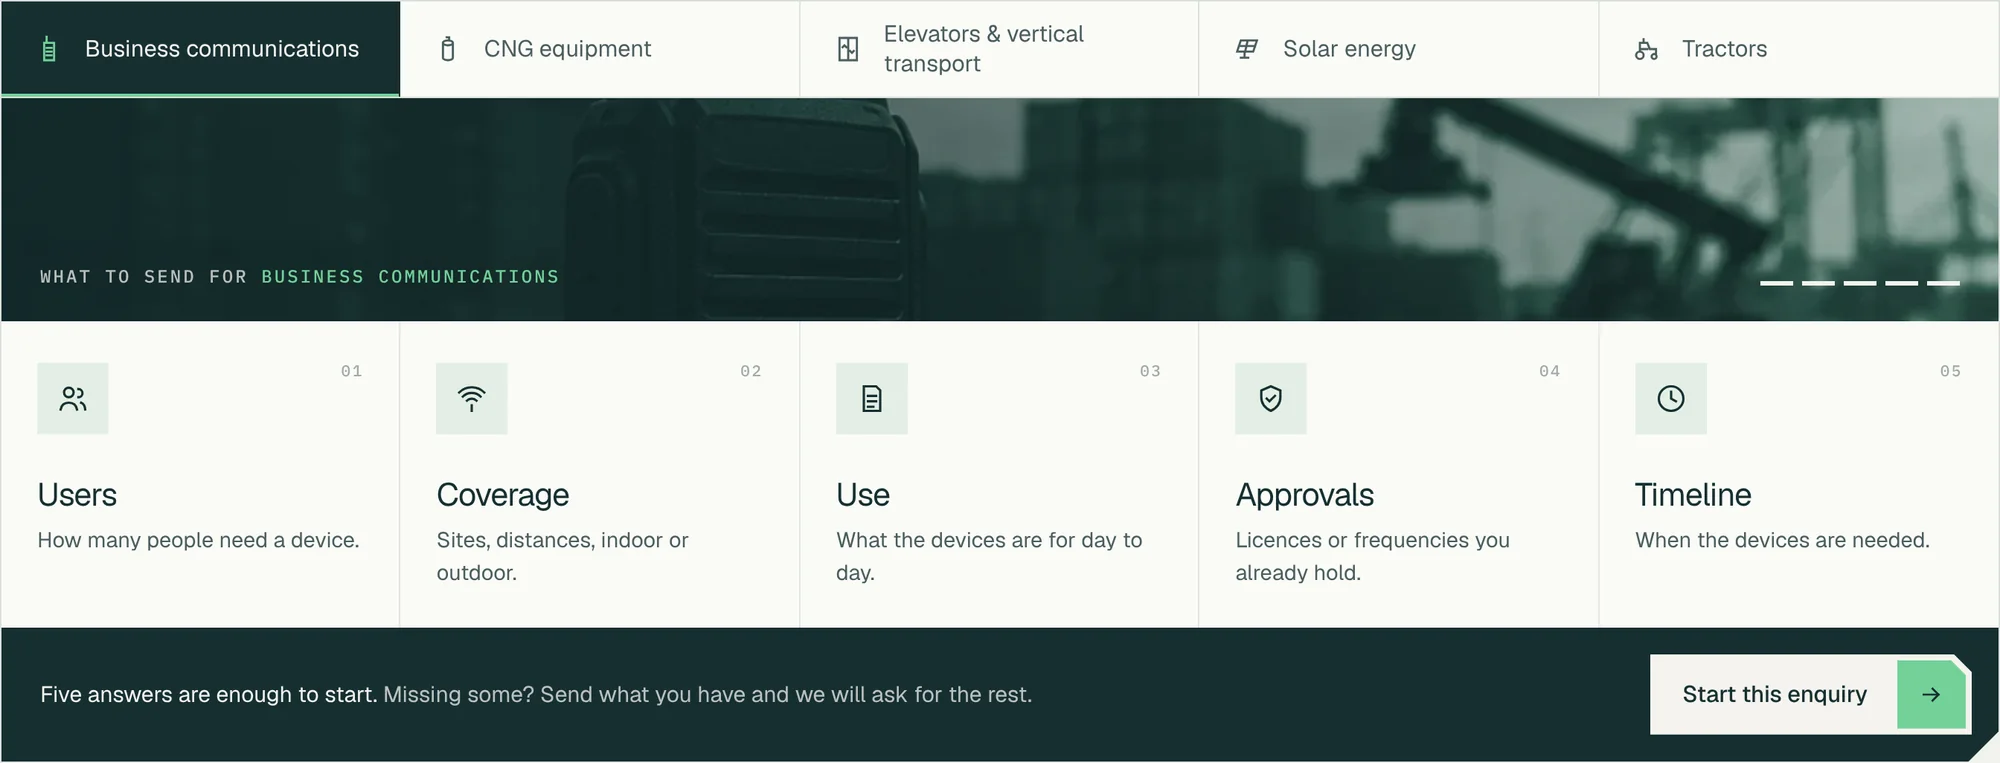 Business communications
CNG equipment
Elevators & vertical
transport
Solar energy
Tractors
WHAT TO SEND FOR BUSINESS COMMUNICATIONS
01
Users
How many people need a device.
02
Coverage
Sites, distances, indoor or
outdoor.
03
Use
What the devices are for day to
day.
04
Approvals
Licences or frequencies you
already hold.
05
Timeline
When the devices are needed.
Five answers are enough to start. Missing some? Send what you have and we will ask for the rest.
Start this enquiry